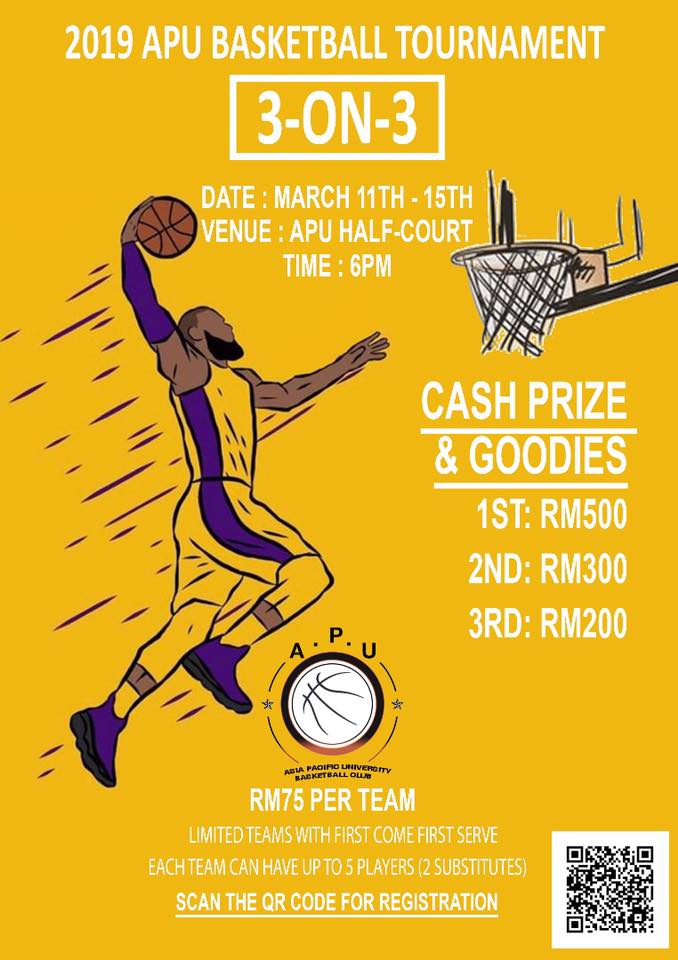 2019 APU BASKETBALL TOURNAMENT
3-ON-3
DATE : MARCH 11TH - 15TH
VENUE : APU HALF-COURT
TIME : 6PM
CASH PRIZE
& GOODIES
1ST: RM500
2ND: RM300
3RD: RM200
A.P.U
ASIA PACIFIC UNIVERSITY
BASKETBALL CLUB
RM75 PER TEAM
LIMITED TEAMS WITH FIRST COME FIRST SERVE
EACH TEAM CAN HAVE UP TO 5 PLAYERS (2 SUBSTITUTES)
SCAN THE QR CODE FOR REGISTRATION